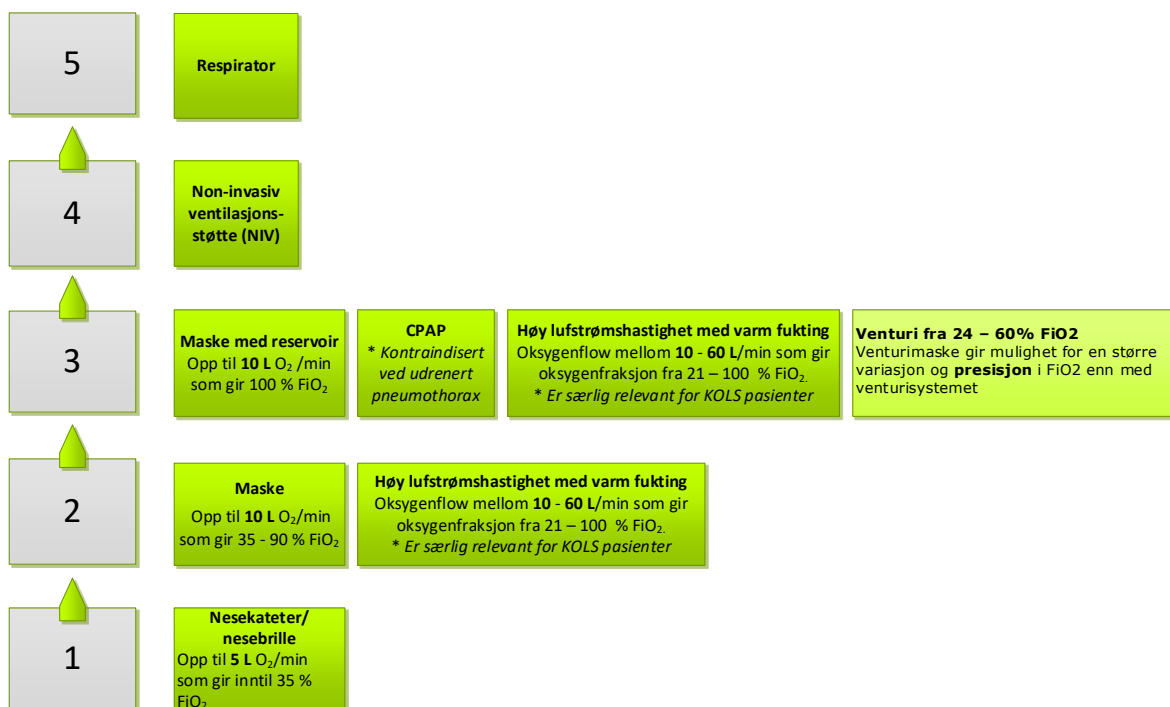 5
Respirator
4
Non-invasiv
ventilasjons-
støtte (NIV)
3
Maske med reservoir
Opp til 10 L O₂ /min
som gir 100 % FiO₂
CPAP
* Kontraindisert
ved udrenert
pneumothorax
Høy lufstrømshastighet med varm fukting
Oksygenflow mellom 10 - 60 L/min som gir
oksygenfraksjon fra 21 – 100 % FiO₂.
* Er særlig relevant for KOLS pasienter
Venturi fra 24 – 60% FiO2
Venturimaske gir mulighet for en større
variasjon og presisjon i FiO2 enn med
venturisystemet
2
Maske
Opp til 10 L O₂/min
som gir 35 - 90 % FiO₂
Høy lufstrømshastighet med varm fukting
Oksygenflow mellom 10 - 60 L/min som gir
oksygenfraksjon fra 21 – 100 % FiO₂.
* Er særlig relevant for KOLS pasienter
1
Nesekateter/
nesebrille
Opp til 5 L O₂/min
som gir inntil 35 %
FiO₂